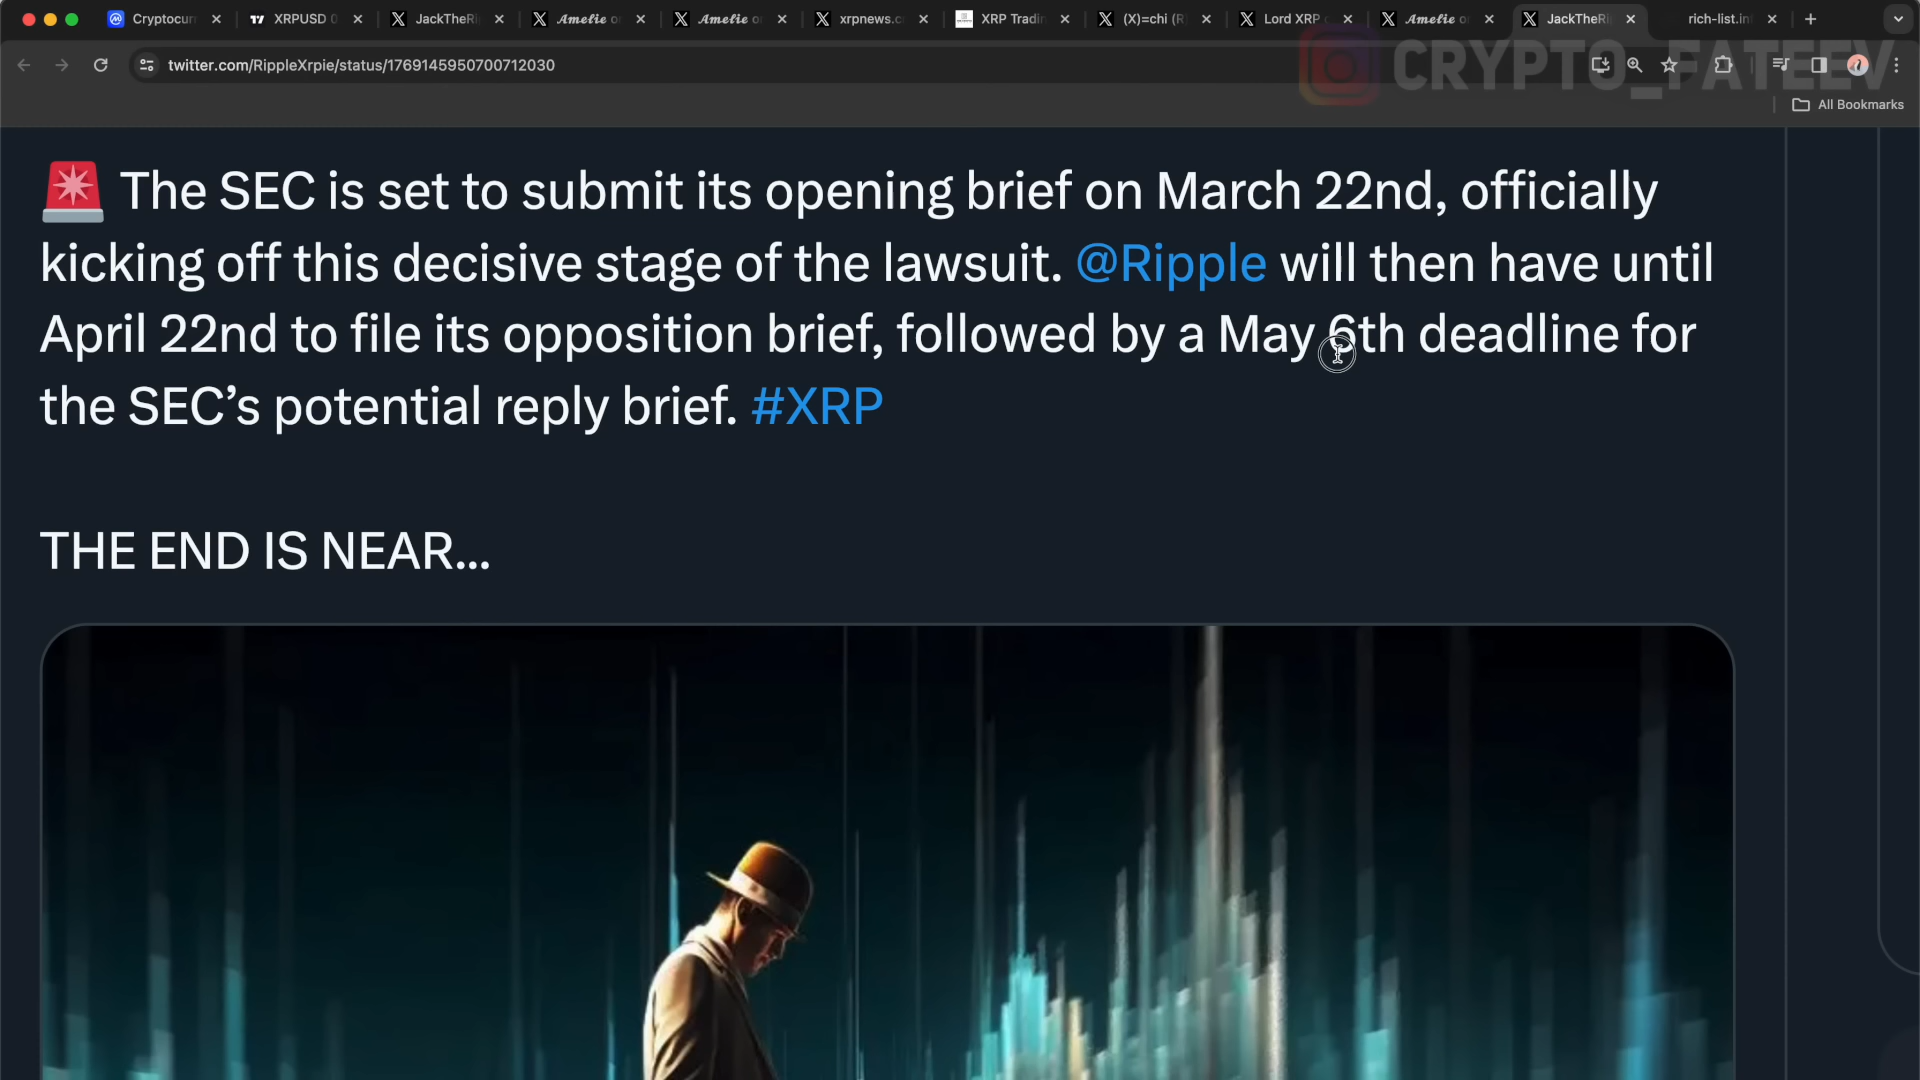 Cryptocur
XRPUSD
JackTheRi
Amelie
Amelie
xrpnews.c
XRP Tradin
(X)=chi (R
Lord XRP
Amelie
JackTheRi
rich-list.in
twitter.com/RippleXrpie/status/1769145950700712030
CRYPTO_FATEEV
All Bookmarks
The SEC is set to submit its opening brief on March 22nd, officially
kicking off this decisive stage of the lawsuit. @Ripple will then have until
April 22nd to file its opposition brief, followed by a May 6th deadline for
the SEC’s potential reply brief. #XRP
THE END IS NEAR...